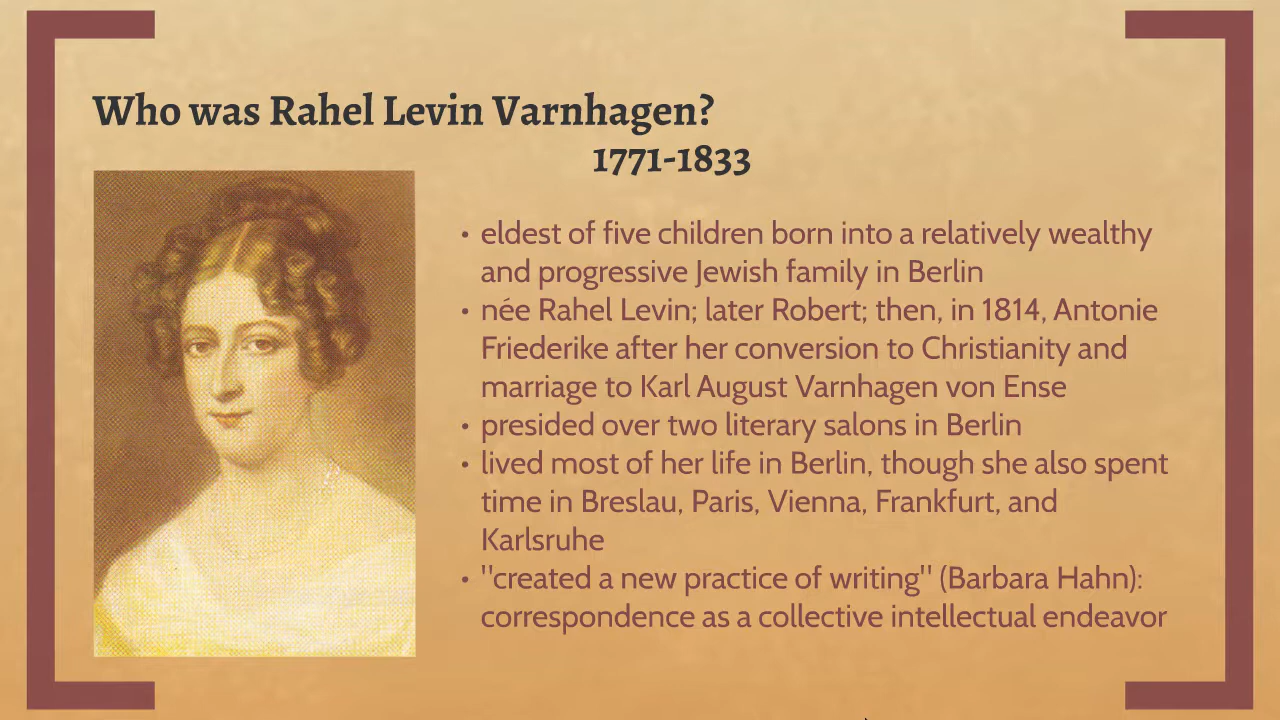 Who was Rahel Levin Varnhagen?
1771-1833
• eldest of five children born into a relatively wealthy
and progressive Jewish family in Berlin
• née Rahel Levin; later Robert; then, in 1814, Antonie
Friederike after her conversion to Christianity and
marriage to Karl August Varnhagen von Ense
• presided over two literary salons in Berlin
• lived most of her life in Berlin, though she also spent
time in Breslau, Paris, Vienna, Frankfurt, and
Karlsruhe
• "created a new practice of writing" (Barbara Hahn):
correspondence as a collective intellectual endeavor